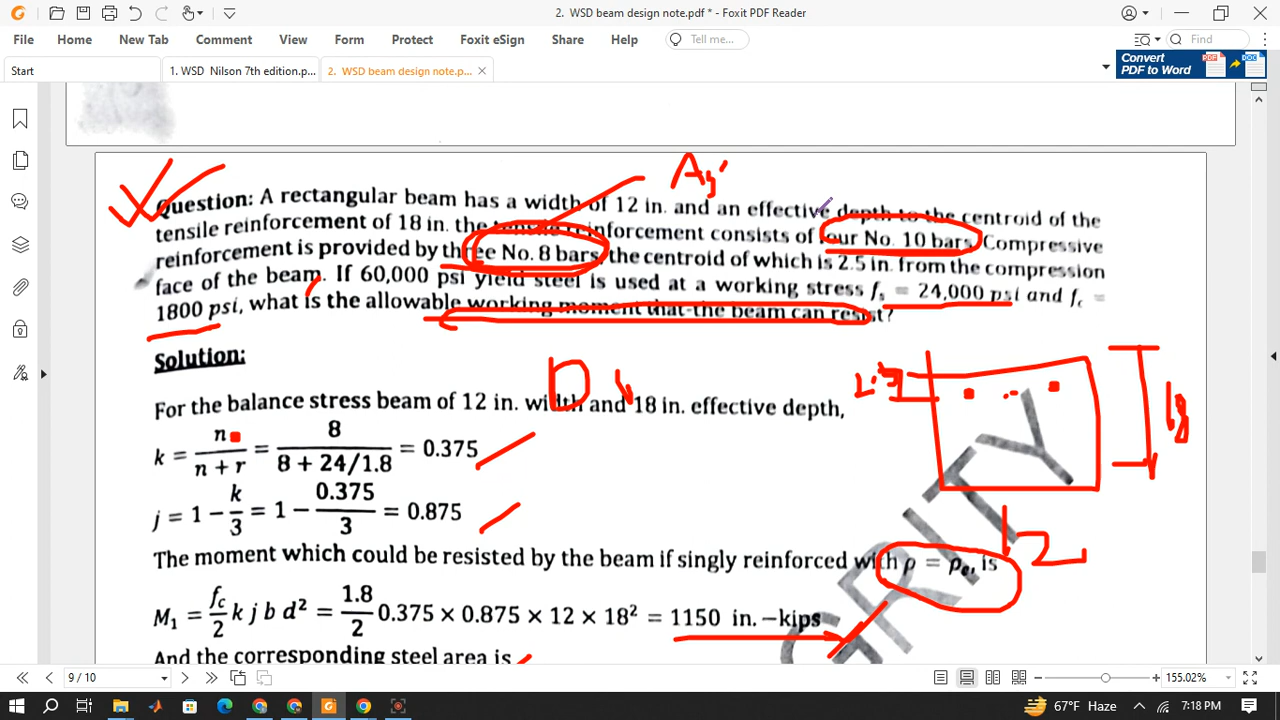 2. WSD beam design note.pdf * - Foxit PDF Reader
File Home New Tab Comment View Form Protect Foxit eSign Share Help Tell me... Find
Start 1. WSD Nilson 7th edition.p... 2. WSD beam design note.pa...
Convert
PDF to Word
As'
Question: A rectangular beam has a width of 12 in. and an effective depth to the centroid of the
tensile reinforcement of 18 in. the tensile reinforcement consists of four No. 10 bars. Compressive
reinforcement is provided by three No. 8 bars, the centroid of which is 2.5 in. from the compression
face of the beam. If 60,000 psi yield steel is used at a working stress fs = 24,000 psi and fc =
1800 psi, what is the allowable working moment that the beam can resist?
Solution:
For the balance stress beam of 12 in. width and 18 in. effective depth,
k = n / (n + r) = 8 / (8 + 24/1.8) = 0.375
j = 1 − k/3 = 1 − 0.375/3 = 0.875
The moment which could be resisted by the beam if singly reinforced with ρ = ρe, is
M1 = fc/2 k j b d² = 1.8/2 0.375 × 0.875 × 12 × 18² = 1150 in.−kips
And the corresponding steel area is
2.5
18
12
9 / 10
155.02%
67°F Haze 7:18 PM